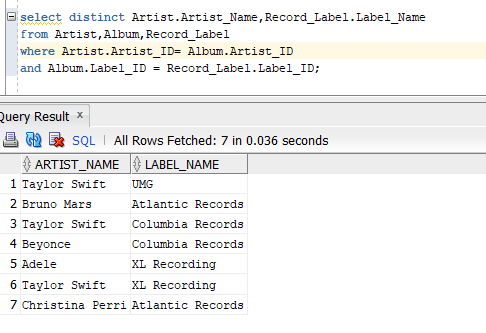 select distinct Artist.Artist_Name,Record_Label.Label_Name
from Artist,Album,Record_Label
where Artist.Artist_ID= Album.Artist_ID
and Album.Label_ID = Record_Label.Label_ID;
Query Result x
SQL | All Rows Fetched: 7 in 0.036 seconds
ARTIST_NAME LABEL_NAME
1 Taylor Swift UMG
2 Bruno Mars Atlantic Records
3 Taylor Swift Columbia Records
4 Beyonce Columbia Records
5 Adele XL Recording
6 Taylor Swift XL Recording
7 Christina Perri Atlantic Records